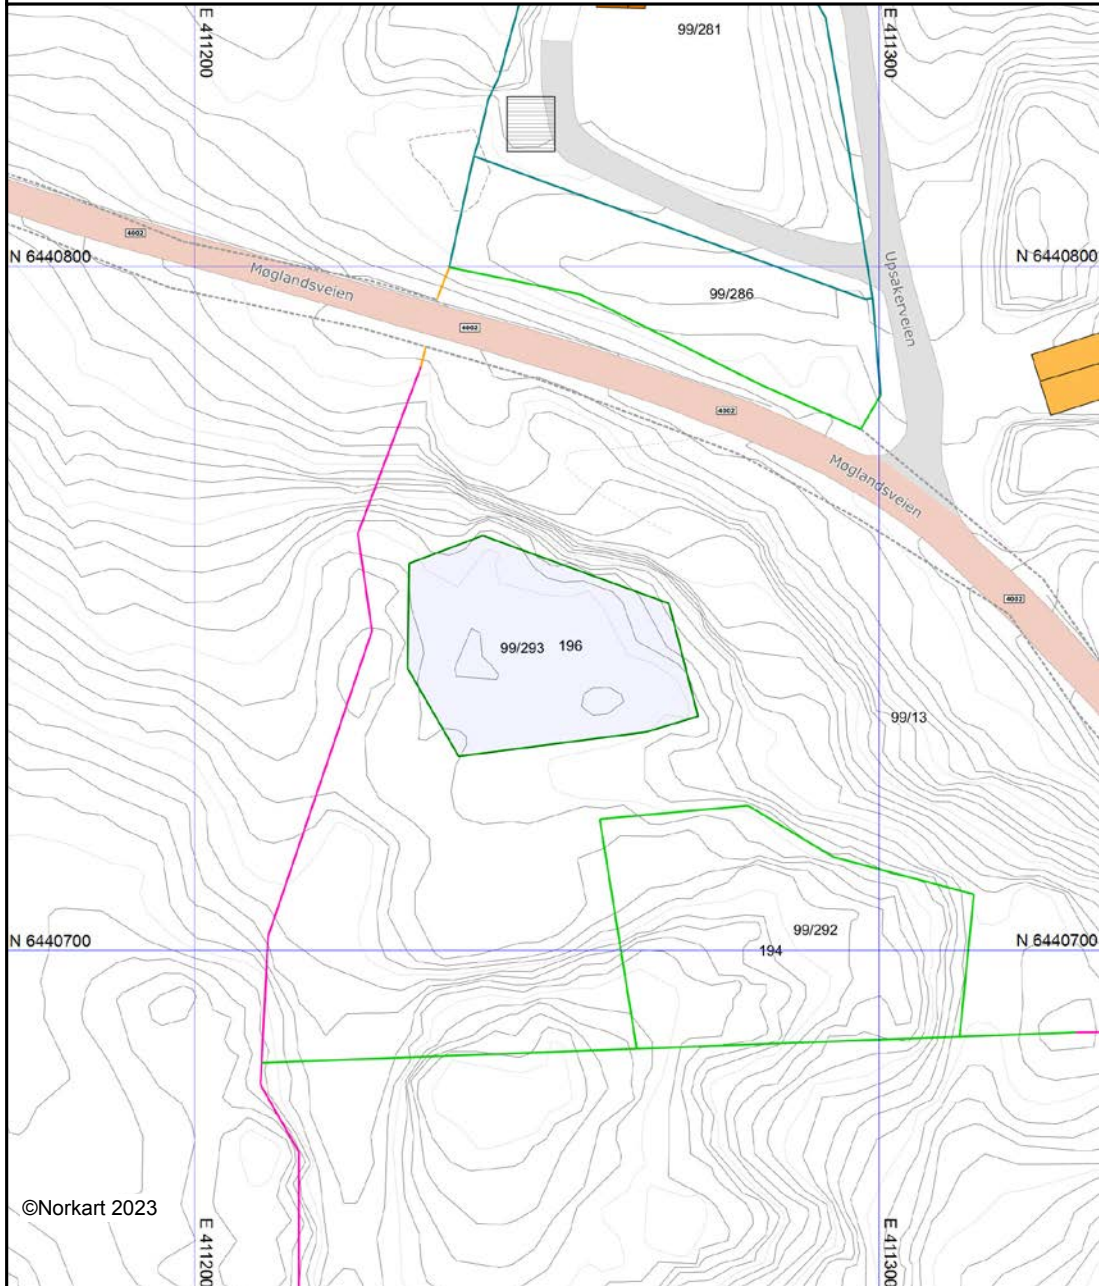 E 411200
E 411300
99/281
4002
N 6440800
N 6440800
Møglandsveien
Upsakerveien
99/286
4002
4002
Møglandsveien
4002
99/293 196
99/13
99/292
N 6440700
N 6440700
194
©Norkart 2023
E 411200
E 411300